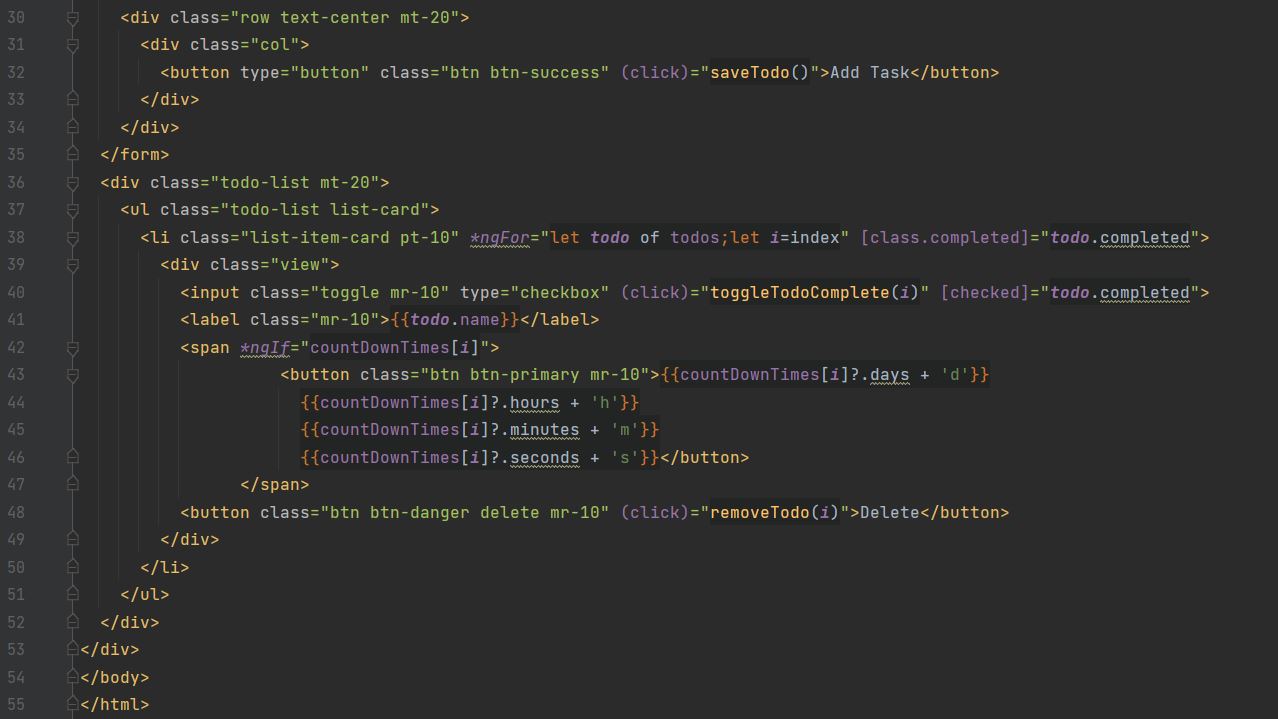 30 <div class="row text-center mt-20">
31 <div class="col">
32 <button type="button" class="btn btn-success" (click)="saveTodo()">Add Task</button>
33 </div>
34 </div>
35 </form>
36 <div class="todo-list mt-20">
37 <ul class="todo-list list-card">
38 <li class="list-item-card pt-10" *ngFor="let todo of todos;let i=index" [class.completed]="todo.completed">
39 <div class="view">
40 <input class="toggle mr-10" type="checkbox" (click)="toggleTodoComplete(i)" [checked]="todo.completed">
41 <label class="mr-10">{{todo.name}}</label>
42 <span *ngIf="countDownTimes[i]">
43 <button class="btn btn-primary mr-10">{{countDownTimes[i]?.days + 'd'}}
44 {{countDownTimes[i]?.hours + 'h'}}
45 {{countDownTimes[i]?.minutes + 'm'}}
46 {{countDownTimes[i]?.seconds + 's'}}</button>
47 </span>
48 <button class="btn btn-danger delete mr-10" (click)="removeTodo(i)">Delete</button>
49 </div>
50 </li>
51 </ul>
52 </div>
53 </div>
54 </body>
55 </html>